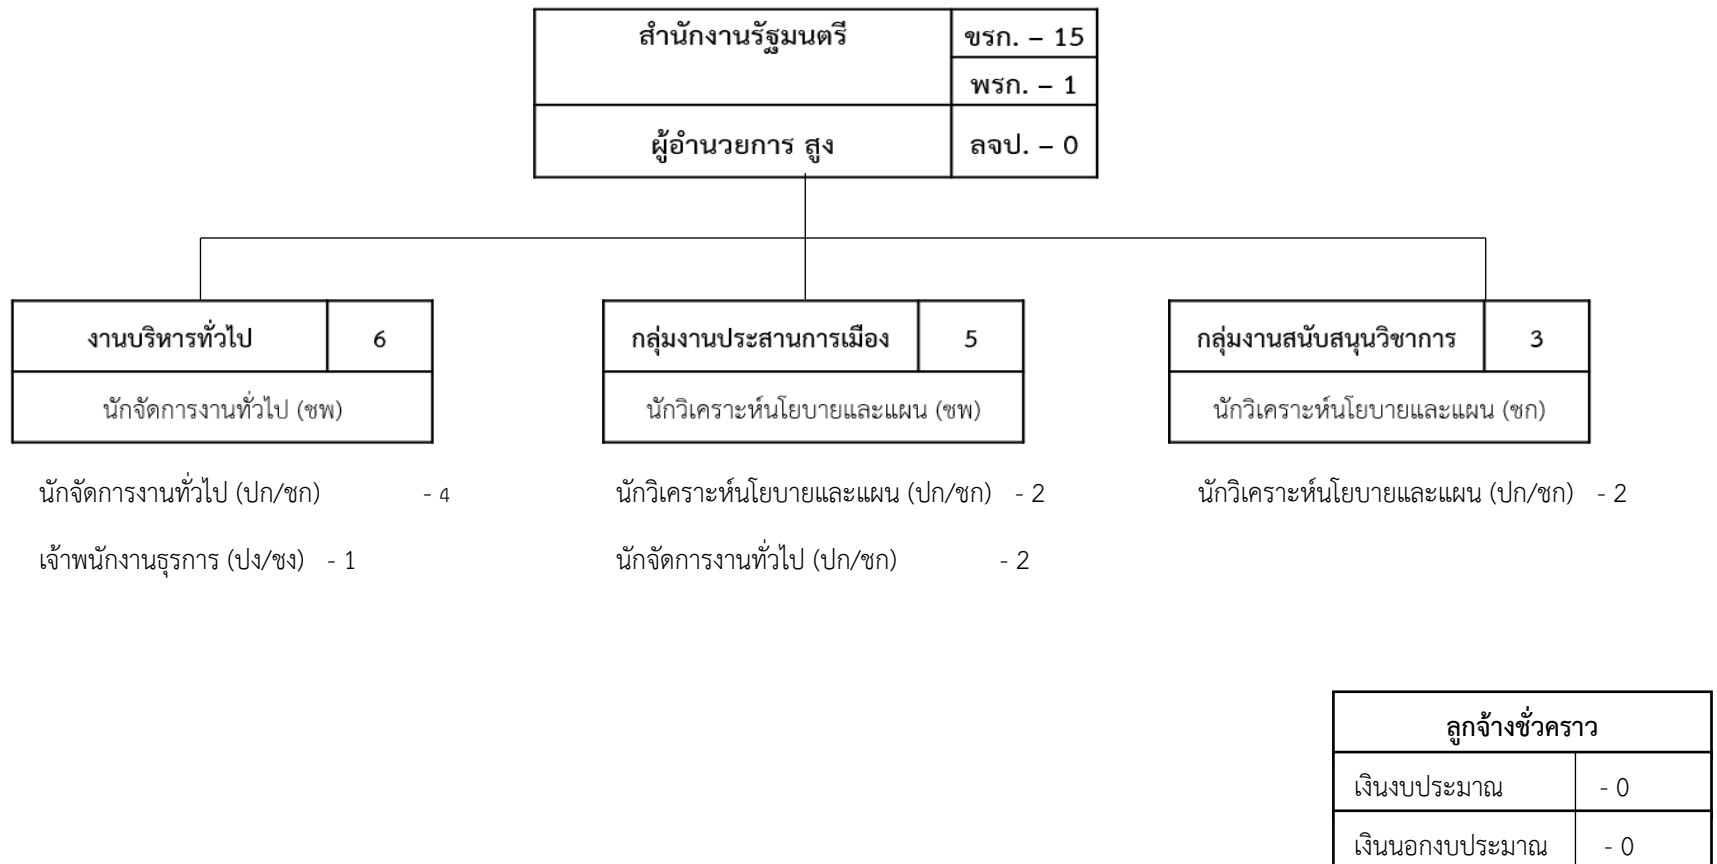 สำนักงานรัฐมนตรี ขรก. – 15
พรก. – 1
ผู้อำนวยการ สูง ลจป. – 0
งานบริหารทั่วไป 6
นักจัดการงานทั่วไป (ชพ)
นักจัดการงานทั่วไป (ปก/ชก) - 4
เจ้าพนักงานธุรการ (ปง/ชง) - 1
กลุ่มงานประสานการเมือง 5
นักวิเคราะห์นโยบายและแผน (ชพ)
นักวิเคราะห์นโยบายและแผน (ปก/ชก) - 2
นักจัดการงานทั่วไป (ปก/ชก) - 2
กลุ่มงานสนับสนุนวิชาการ 3
นักวิเคราะห์นโยบายและแผน (ชก)
นักวิเคราะห์นโยบายและแผน (ปก/ชก) - 2
ลูกจ้างชั่วคราว
เงินงบประมาณ - 0
เงินนอกงบประมาณ - 0